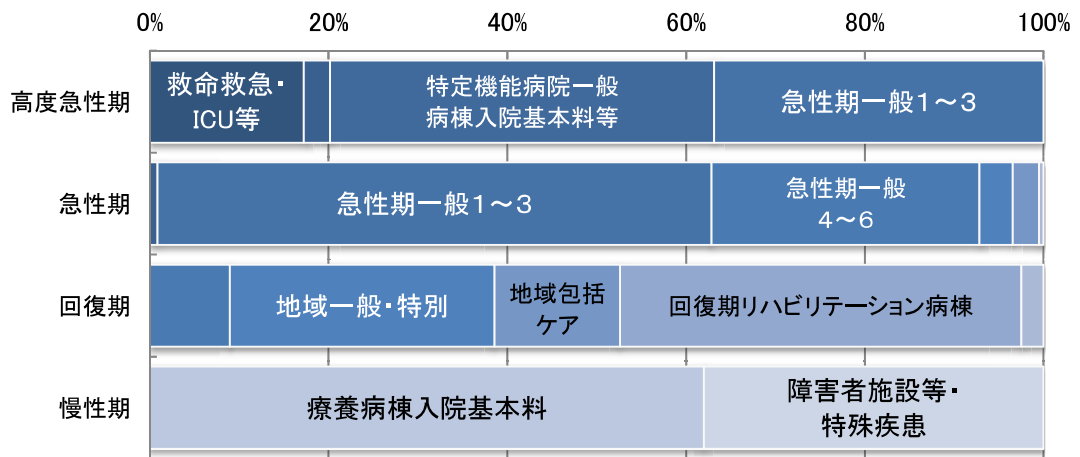 0% 20% 40% 60% 80% 100%
高度急性期
救命救急・
ICU等
特定機能病院一般
病棟入院基本料等
急性期一般1～3
急性期
急性期一般1～3
急性期一般
4～6
回復期
地域一般・特別
地域包括
ケア
回復期リハビリテーション病棟
慢性期
療養病棟入院基本料
障害者施設等・
特殊疾患